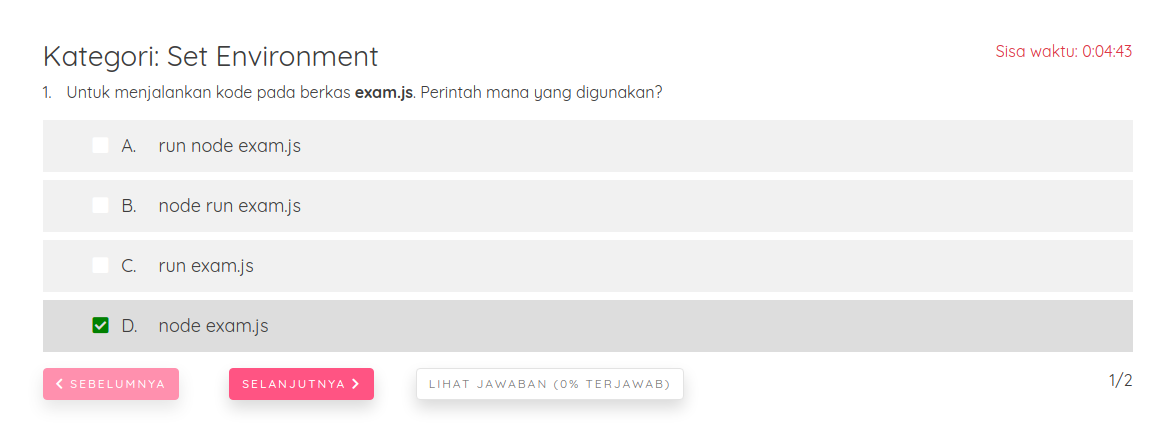 Kategori: Set Environment
Sisa waktu: 0:04:43
1. Untuk menjalankan kode pada berkas exam.js. Perintah mana yang digunakan?
A. run node exam.js
B. node run exam.js
C. run exam.js
D. node exam.js
SEBELUMNYA
SELANJUTNYA
LIHAT JAWABAN (0% TERJAWAB)
1/2